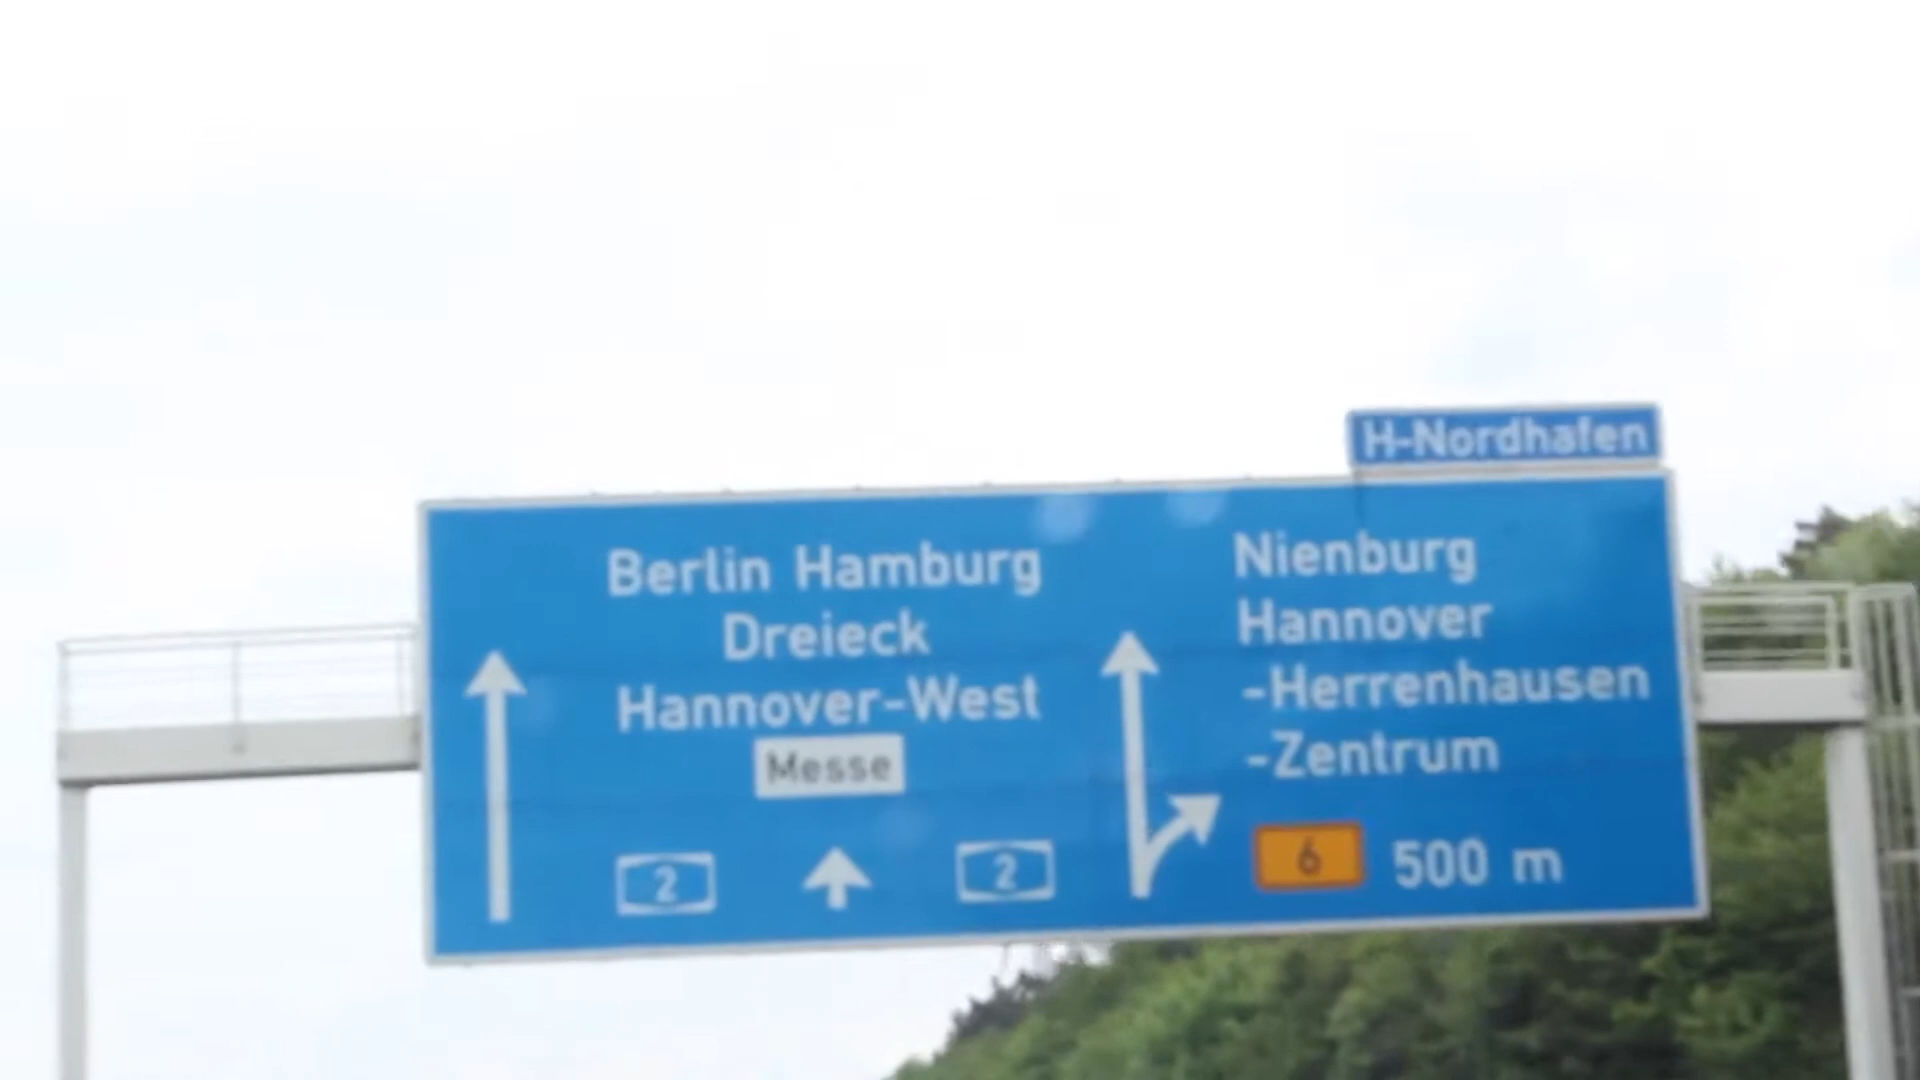 H-Nordhafen
Berlin Hamburg
Dreieck
Hannover-West
Messe
2
2
Nienburg
Hannover
-Herrenhausen
-Zentrum
6 500 m